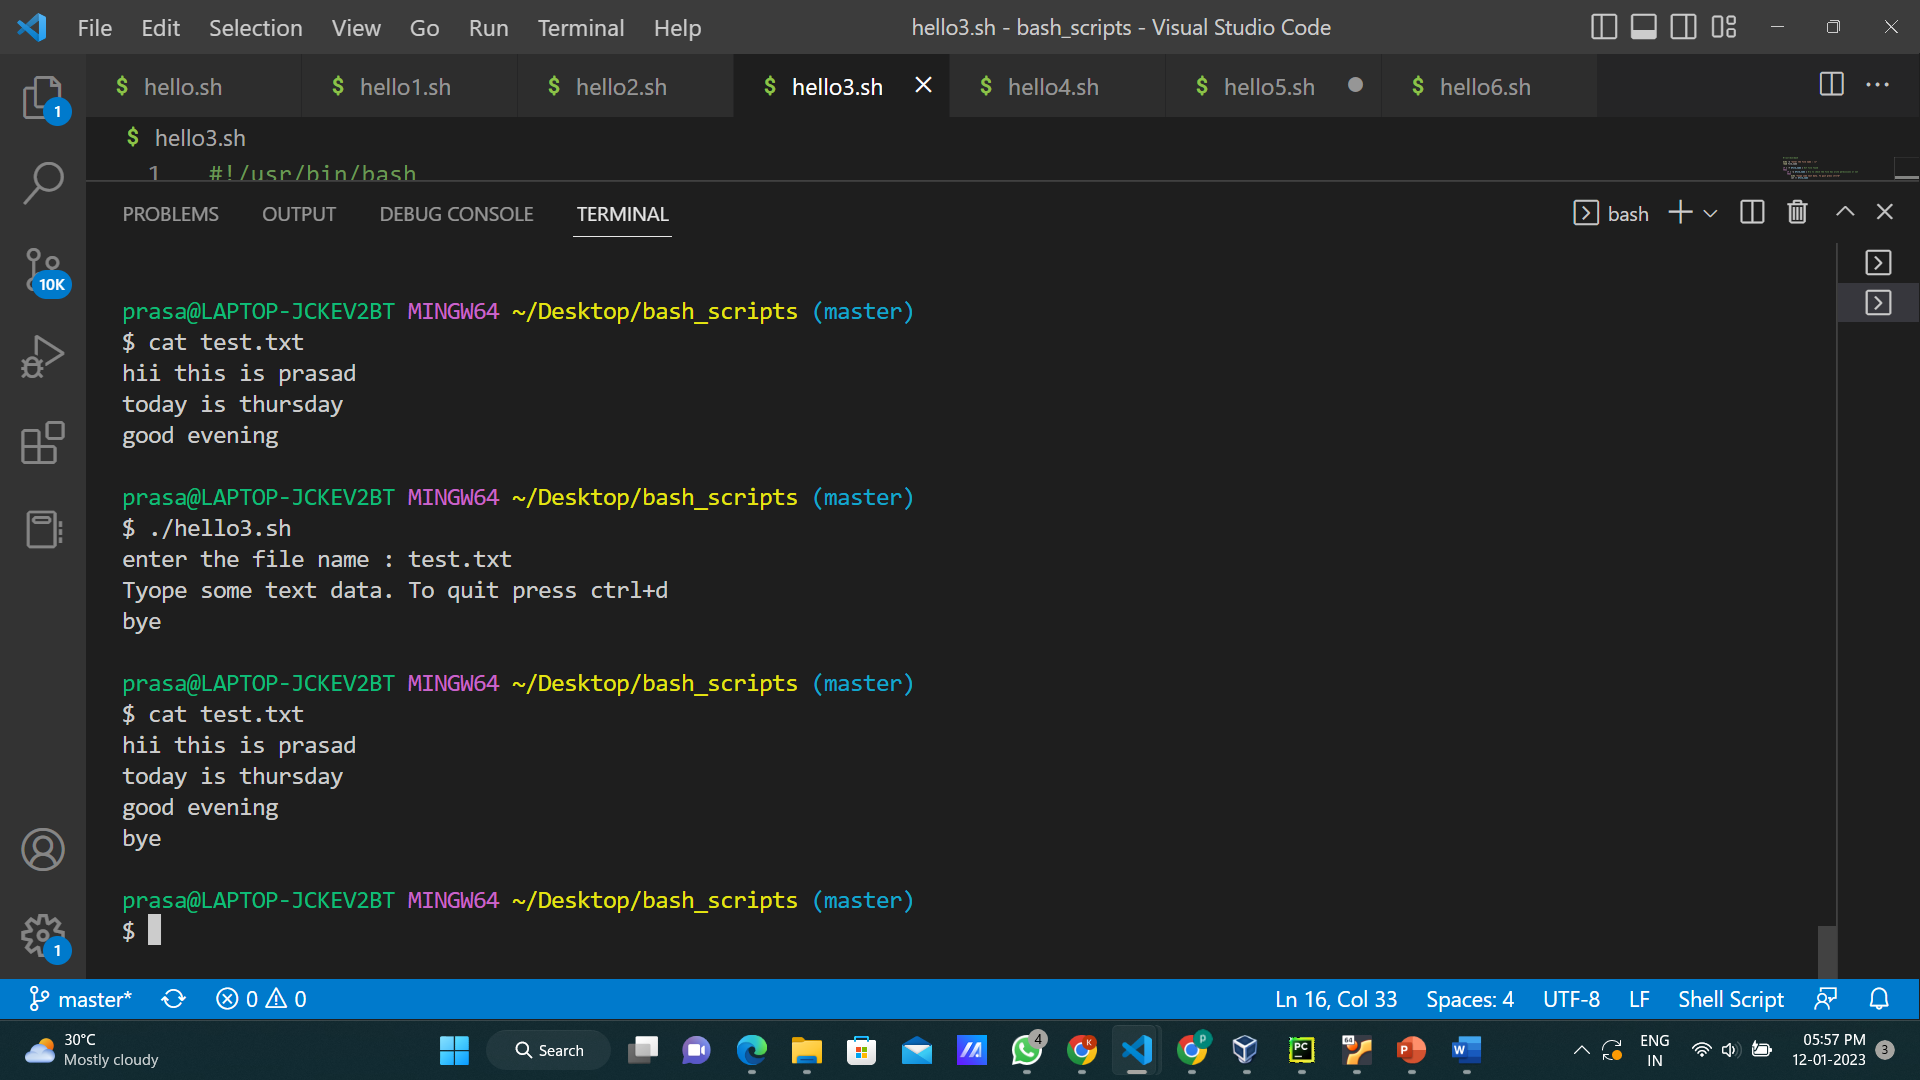 File Edit Selection View Go Run Terminal Help hello3.sh - bash_scripts - Visual Studio Code
$ hello.sh $ hello1.sh $ hello2.sh $ hello3.sh $ hello4.sh $ hello5.sh $ hello6.sh
1
$ hello3.sh
1 #!/usr/bin/bash
PROBLEMS OUTPUT DEBUG CONSOLE TERMINAL bash
10K
prasa@LAPTOP-JCKEV2BT MINGW64 ~/Desktop/bash_scripts (master)
$ cat test.txt
hii this is prasad
today is thursday
good evening
prasa@LAPTOP-JCKEV2BT MINGW64 ~/Desktop/bash_scripts (master)
$ ./hello3.sh
enter the file name : test.txt
Tyope some text data. To quit press ctrl+d
bye
prasa@LAPTOP-JCKEV2BT MINGW64 ~/Desktop/bash_scripts (master)
$ cat test.txt
hii this is prasad
today is thursday
good evening
bye
prasa@LAPTOP-JCKEV2BT MINGW64 ~/Desktop/bash_scripts (master)
$
1
master* 0 0 Ln 16, Col 33 Spaces: 4 UTF-8 LF Shell Script
30°C
Mostly cloudy
Search
4
K
P
PC
64
P
W
ENG
IN
05:57 PM
12-01-2023
3